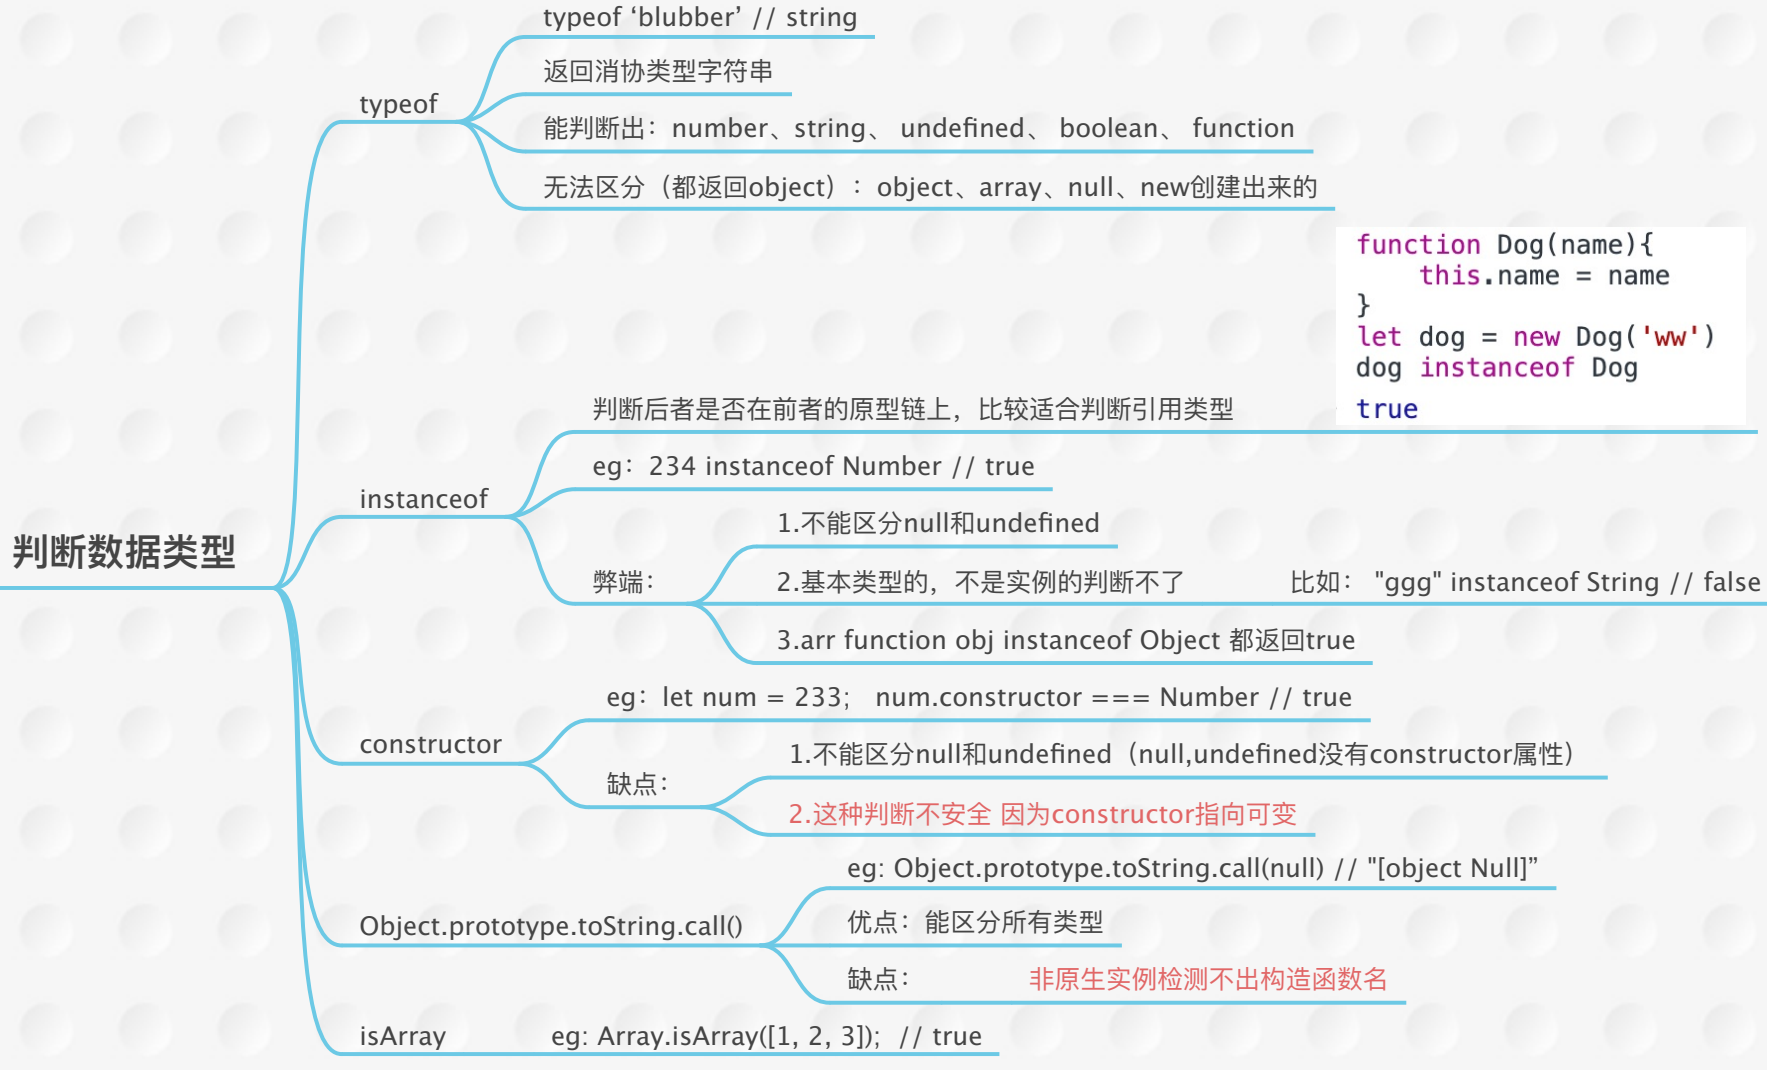 判断数据类型
typeof
typeof ‘blubber’ // string
返回消协类型字符串
能判断出：number、string、 undefined、 boolean、 function
无法区分（都返回object）：object、array、null、new创建出来的
instanceof
判断后者是否在前者的原型链上，比较适合判断引用类型
function Dog(name){
this.name = name
}
let dog = new Dog('ww')
dog instanceof Dog
true
eg：234 instanceof Number // true
弊端：
1.不能区分null和undefined
2.基本类型的，不是实例的判断不了 比如： "ggg" instanceof String // false
3.arr function obj instanceof Object 都返回true
constructor
eg：let num = 233; num.constructor === Number // true
缺点：
1.不能区分null和undefined（null,undefined没有constructor属性）
2.这种判断不安全 因为constructor指向可变
Object.prototype.toString.call()
eg: Object.prototype.toString.call(null) // "[object Null]”
优点：能区分所有类型
缺点： 非原生实例检测不出构造函数名
isArray eg: Array.isArray([1, 2, 3]); // true